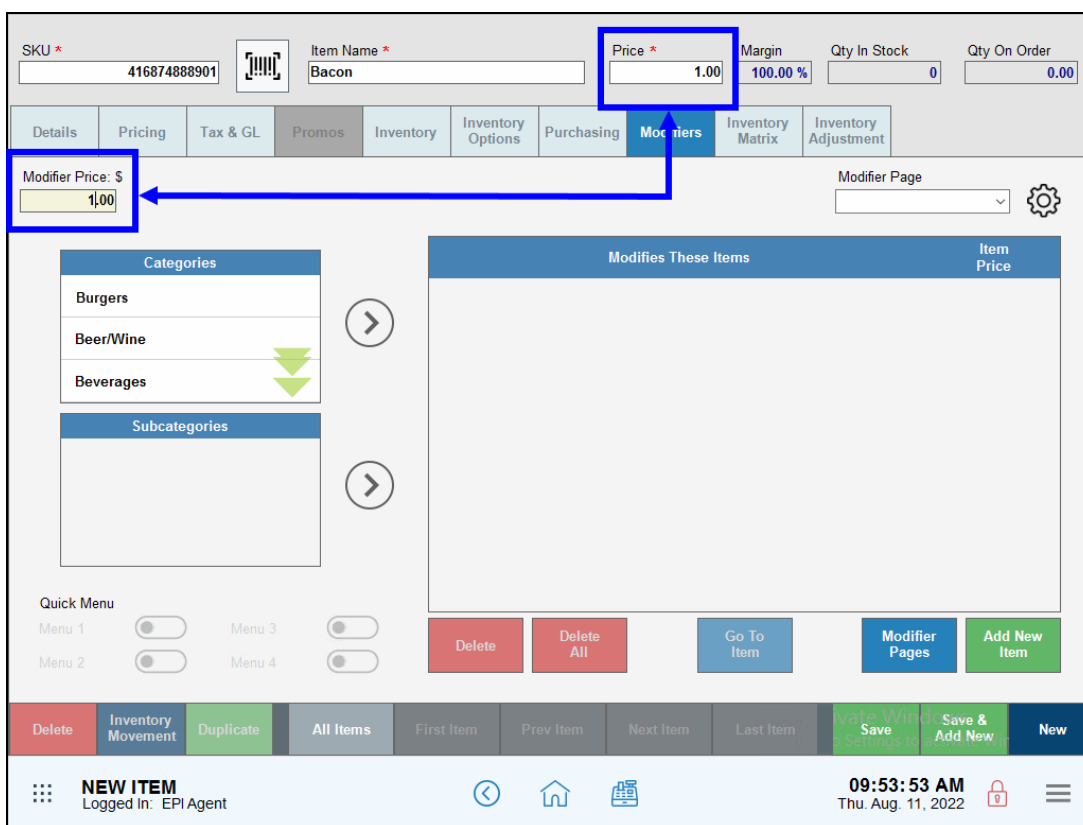 SKU *
Item Name *
Price *
Margin
Qty In Stock
Qty On Order
416874888901
Bacon
1.00
100.00 %
0
0.00
Details
Pricing
Tax & GL
Promos
Inventory
Inventory
Options
Purchasing
Modifiers
Inventory
Matrix
Inventory
Adjustment
Modifier Price: $
1.00
Modifier Page
Categories
Burgers
Beer/Wine
Beverages
Subcategories
Modifies These Items
Item
Price
Quick Menu
Menu 1
Menu 3
Menu 2
Menu 4
Delete
Delete
All
Go To
Item
Modifier
Pages
Add New
Item
Delete
Inventory
Movement
Duplicate
All Items
First Item
Prev Item
Next Item
Last Item
Save
Save &
Add New
New
NEW ITEM
Logged In: EPI Agent
09:53:53 AM
Thu. Aug. 11, 2022